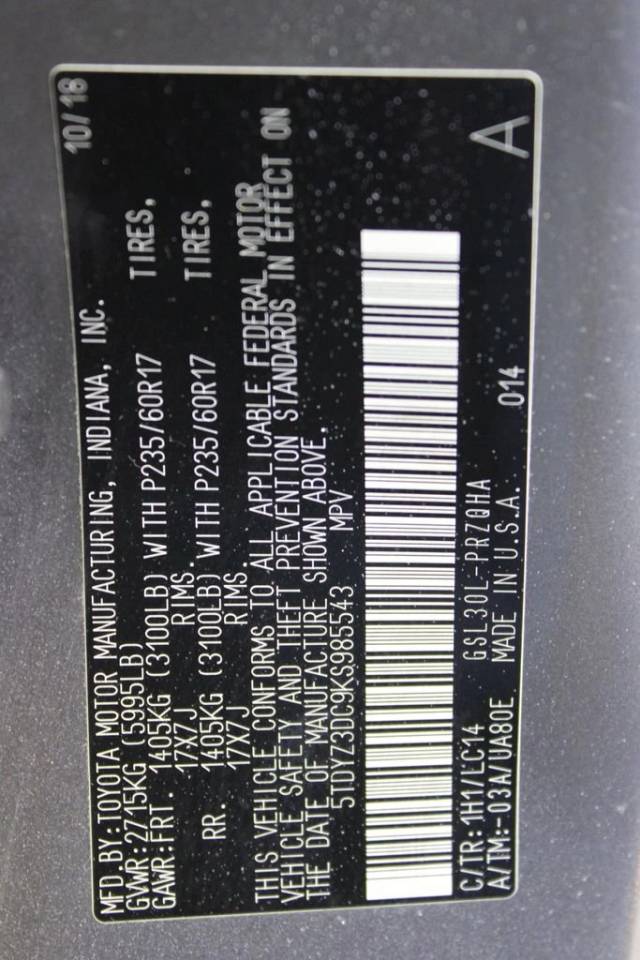 MFD.BY:TOYOTA MOTOR MANUFACTURING, INDIANA, INC. 10/18
GVWR:2715KG (5995LB)
GAWR:FRT. 1405KG (3100LB) WITH P235/60R17 TIRES,
17X7J RIMS.
RR. 1405KG (3100LB) WITH P235/60R17 TIRES,
17X7J RIMS.
THIS VEHICLE CONFORMS TO ALL APPLICABLE FEDERAL MOTOR
VEHICLE SAFETY AND THEFT PREVENTION STANDARDS IN EFFECT ON
THE DATE OF MANUFACTURE SHOWN ABOVE.
5TDYZ3DC9KS985543 MPV
C/TR:1H1/LC14 GSL30L-PRZQHA
A/TM:-03A/UA80E MADE IN U.S.A. 014 A